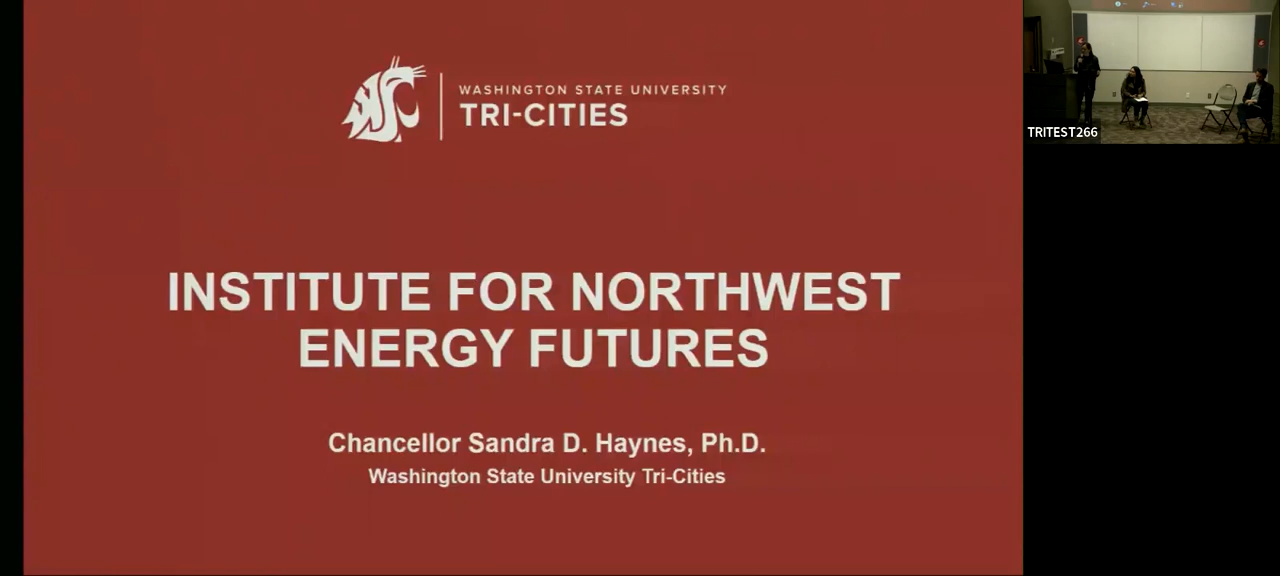 WASHINGTON STATE UNIVERSITY
TRI-CITIES
TRITEST266
INSTITUTE FOR NORTHWEST
ENERGY FUTURES
Chancellor Sandra D. Haynes, Ph.D.
Washington State University Tri-Cities